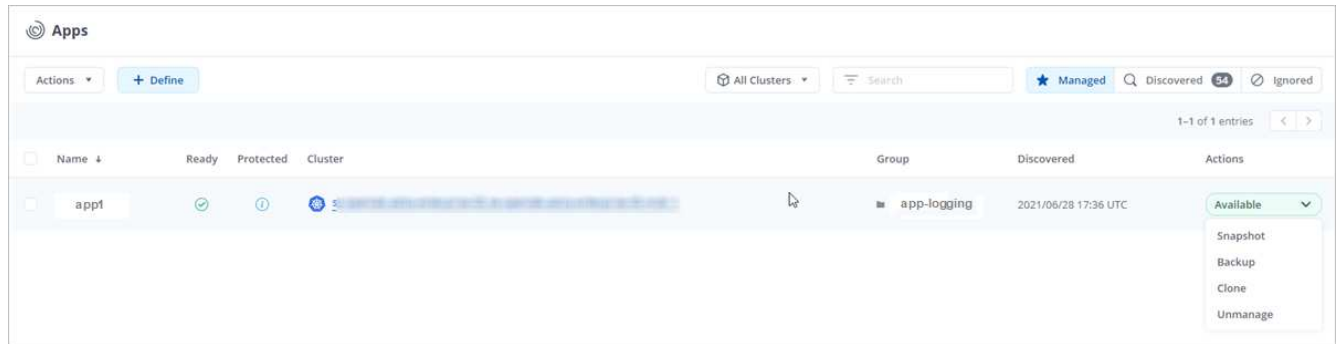 Apps
Actions + Define All Clusters Search Managed Discovered 54 Ignored
1–1 of 1 entries < >
Name ↓ Ready Protected Cluster Group Discovered Actions
app1 app-logging 2021/06/28 17:36 UTC Available
Snapshot
Backup
Clone
Unmanage